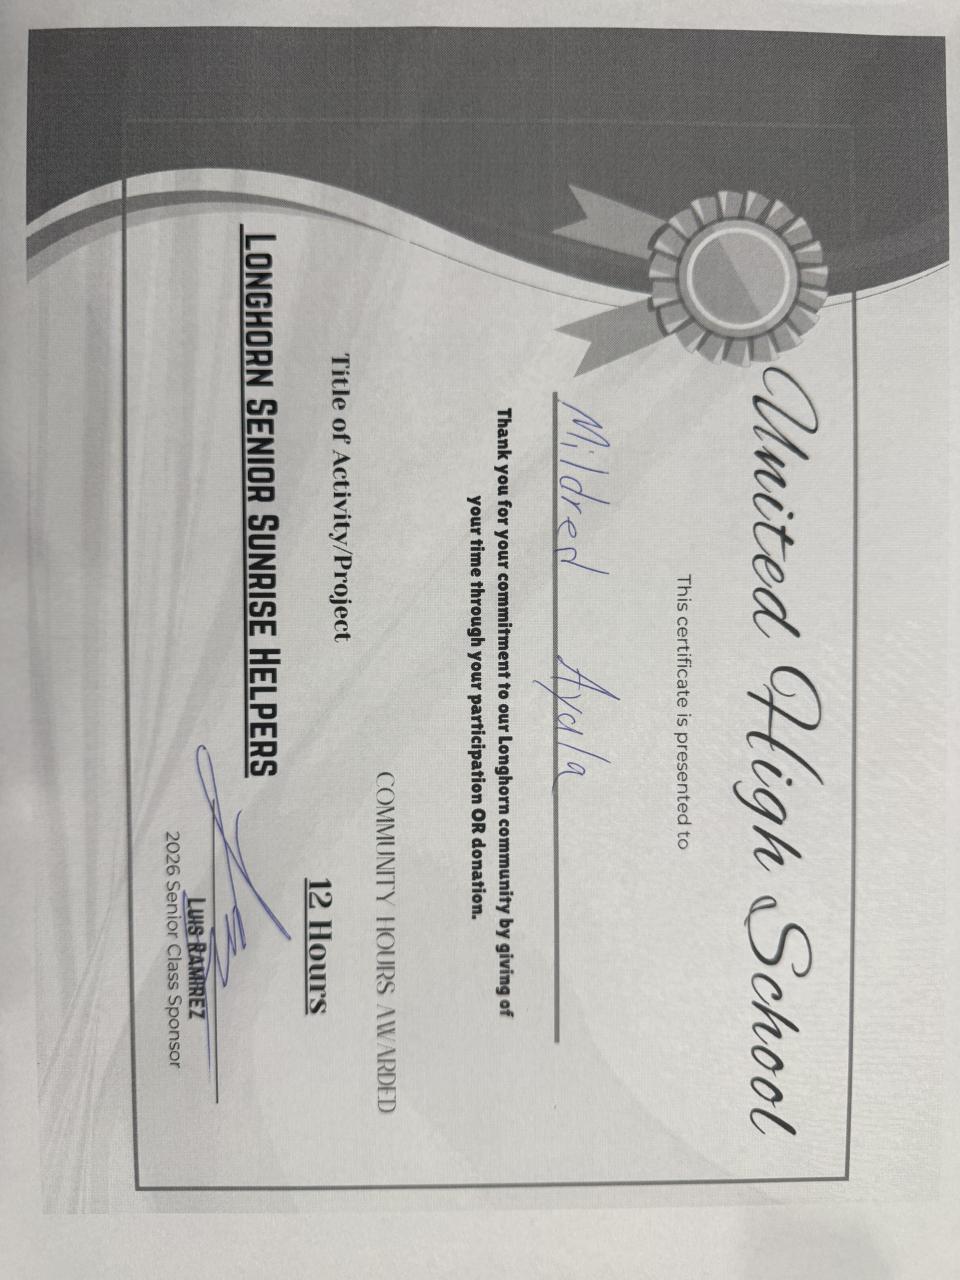 United High School
This certificate is presented to
Mildred Ayala
Thank you for your commitment to our Longhorn community by giving of
your time through your participation OR donation.
COMMUNITY HOURS AWARDED
Title of Activity/Project
12 Hours
LONGHORN SENIOR SUNRISE HELPERS
LUIS RAMIREZ
2026 Senior Class Sponsor